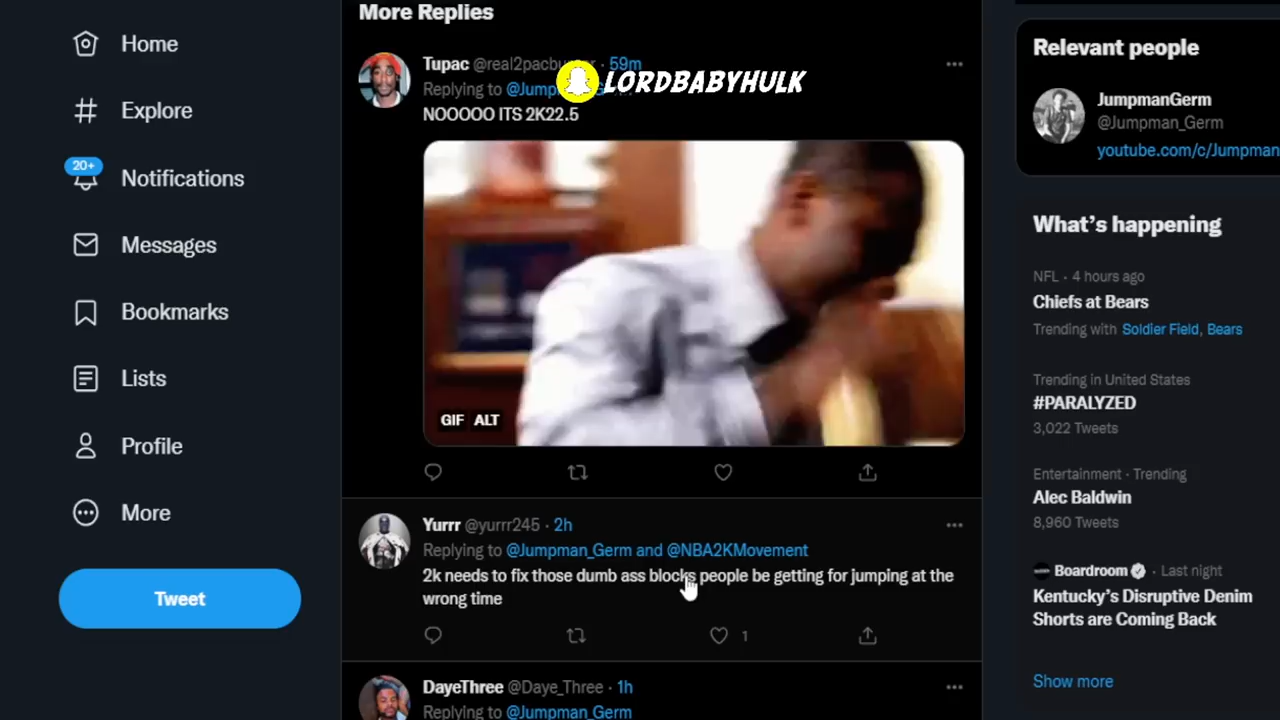 Home
Explore
20+
Notifications
Messages
Bookmarks
Lists
Profile
More
Tweet
More Replies
Tupac · 59m
Replying to
LORDBABYHULK
NOOOOO ITS 2K22.5
GIF ALT
Yurrr @yurrr245 · 2h
Replying to @Jumpman_Germ and @NBA2KMovement
2k needs to fix those dumb ass blocks people be getting for jumping at the
wrong time
1
DayeThree @Daye_Three · 1h
Replying to @Jumpman_Germ
Relevant people
JumpmanGerm
@Jumpman_Germ
youtube.com/c/Jumpman
What's happening
NFL · 4 hours ago
Chiefs at Bears
Trending with Soldier Field, Bears
Trending in United States
#PARALYZED
3,022 Tweets
Entertainment · Trending
Alec Baldwin
8,960 Tweets
Boardroom · Last night
Kentucky's Disruptive Denim
Shorts are Coming Back
Show more